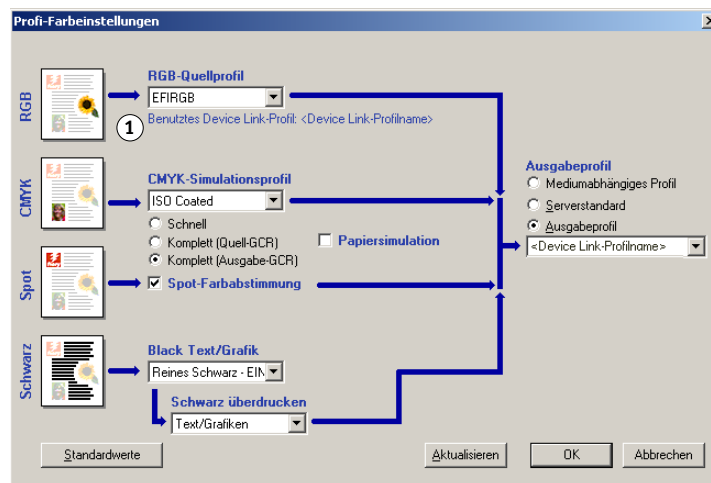 Profi-Farbeinstellungen
RGB
RGB-Quellprofil
EFIRGB
1
Benutztes Device Link-Profil: <Device Link-Profilname>
CMYK
CMYK-Simulationsprofil
ISO Coated
Schnell
Komplett (Quell-GCR)
Komplett (Ausgabe-GCR)
Papiersimulation
Spot
Spot-Farbabstimmung
Ausgabeprofil
Mediumabhängiges Profil
Serverstandard
Ausgabeprofil
<Device Link-Profilname>
Schwarz
Black Text/Grafik
Reines Schwarz - EIN
Schwarz überdrucken
Text/Grafiken
Standardwerte
Aktualisieren
OK
Abbrechen